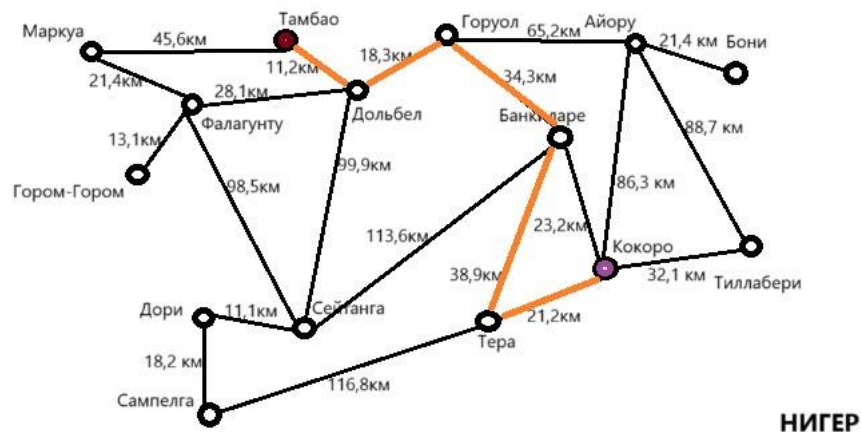 Тамбао
Горуол
Айору
Маркуа
45,6км
65,2км
21,4 км
Бони
11,2км
18,3км
21,4км
28,1км
Дольбел
34,3км
Банкиларе
Фалагунту
88,7 км
13,1км
99,9км
Гором-Гором
98,5км
86,3 км
113,6км
23,2км
Кокоро
38,9км
32,1 км
Тиллабери
Дори
11,1км
Сейтанга
21,2км
Тера
18,2 км
116,8км
Сампелга
НИГЕР